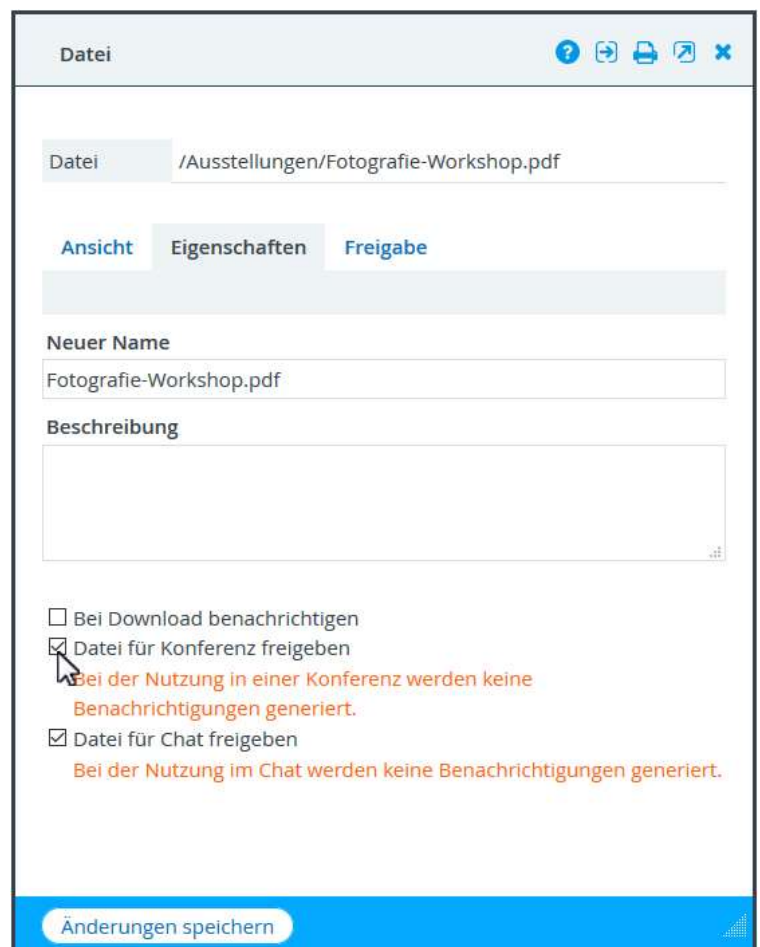 Datei
Datei /Ausstellungen/Fotografie-Workshop.pdf
Ansicht Eigenschaften Freigabe
Neuer Name
Fotografie-Workshop.pdf
Beschreibung
Bei Download benachrichtigen
Datei für Konferenz freigeben
Bei der Nutzung in einer Konferenz werden keine
Benachrichtigungen generiert.
Datei für Chat freigeben
Bei der Nutzung im Chat werden keine Benachrichtigungen generiert.
Änderungen speichern